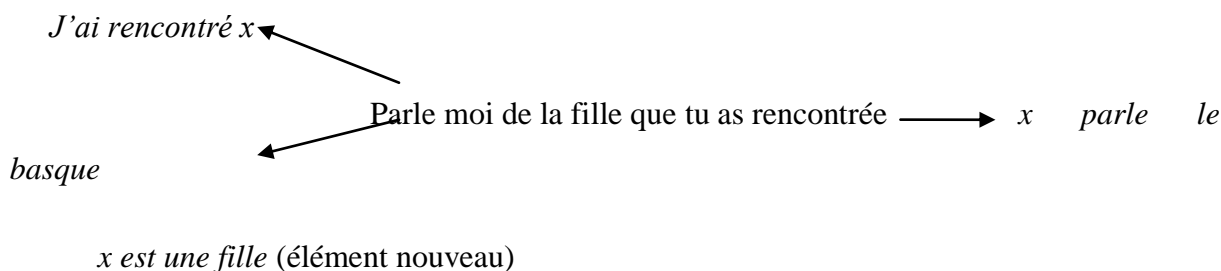 J’ai rencontré x
Parle moi de la fille que tu as rencontrée x parle le
basque
x est une fille (élément nouveau)